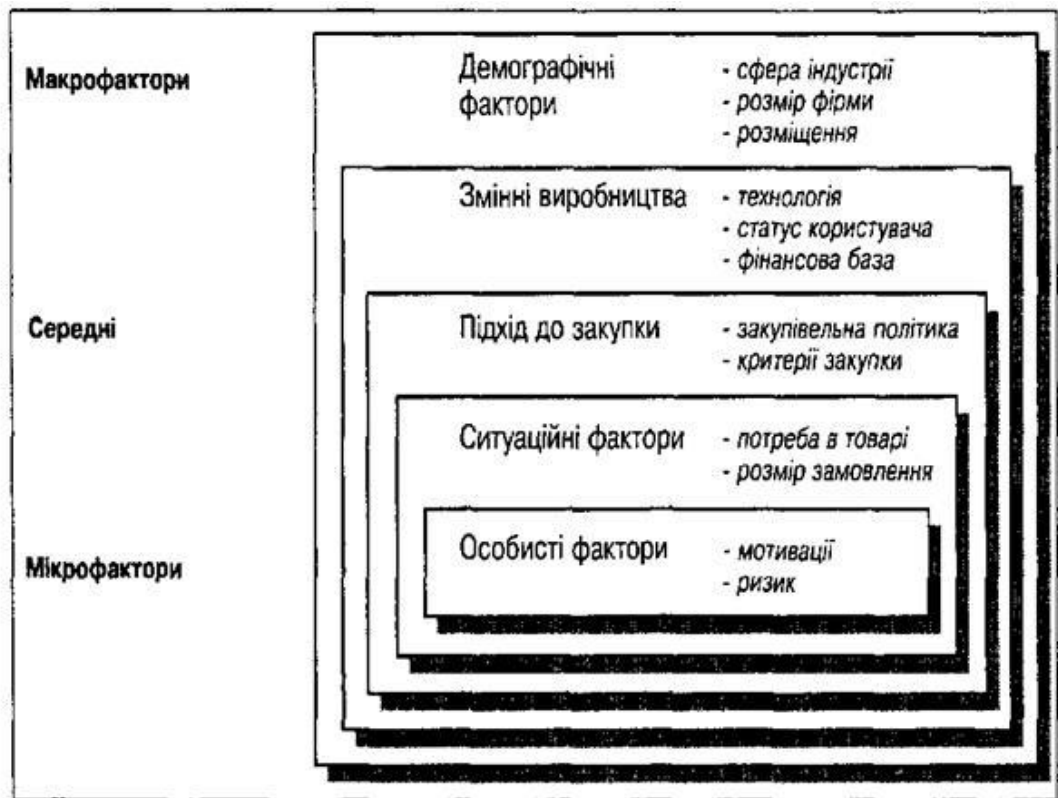 Макрофактори
Демографічні
фактори
- сфера індустрії
- розмір фірми
- розміщення
Змінні виробництва
- технологія
- статус користувача
- фінансова база
Середні
Підхід до закупки
- закупівельна політика
- критерії закупки
Ситуаційні фактори
- потреба в товарі
- розмір замовлення
Мікрофактори
Особисті фактори
- мотивації
- ризик